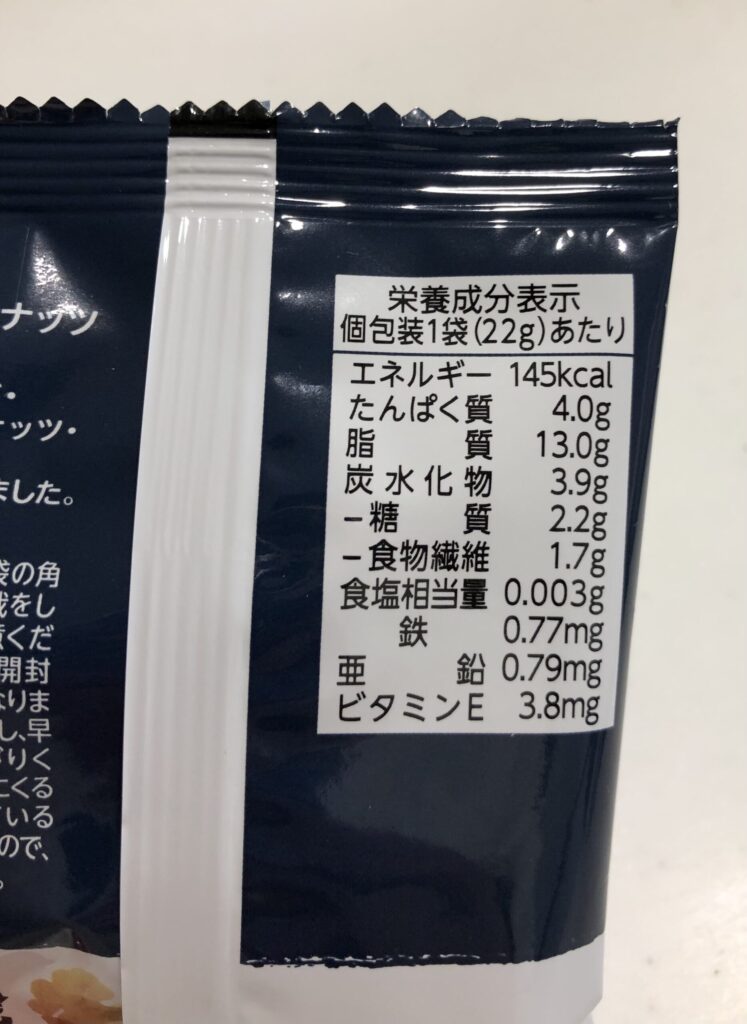 ナッツ
ナッツ・
ました。
袋の角
をし
くだ
開封
なりま
し、早
りく
にくる
いる
ので、
栄養成分表示
個包装1袋(22g)あたり
エネルギー 145kcal
たんぱく質 4.0g
脂質 13.0g
炭水化物 3.9g
−糖質 2.2g
−食物繊維 1.7g
食塩相当量 0.003g
鉄 0.77mg
亜鉛 0.79mg
ビタミンE 3.8mg